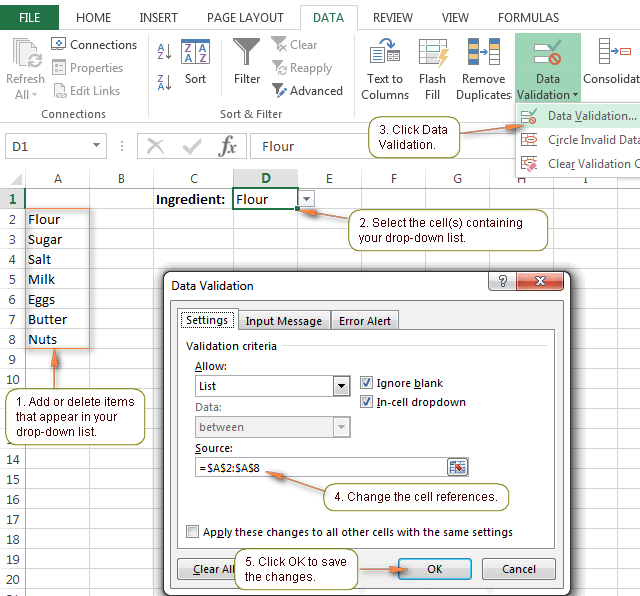 FILE HOME INSERT PAGE LAYOUT DATA REVIEW VIEW FORMULAS
Refresh All
Connections
Properties
Edit Links
Connections
A Z
Z A
Sort
Filter
Clear
Reapply
Advanced
Sort & Filter
Text to Columns
Flash Fill
Remove Duplicates
Data Validation
Consolidat
Data Validation...
Circle Invalid Data
Clear Validation C
3. Click Data
Validation.
D1
fx
Flour
A B C D E F G H I
1 Ingredient: Flour
2 Flour
3 Sugar
4 Salt
5 Milk
6 Eggs
7 Butter
8 Nuts
9
10
2. Select the cell(s) containing
your drop-down list.
1. Add or delete items
that appear in your
drop-down list.
14
15
16
17
18
19
20
Data Validation
?
Settings Input Message Error Alert
Validation criteria
Allow:
List
Ignore blank
In-cell dropdown
Data:
between
Source:
=$A$2:$A$8
4. Change the cell references.
Apply these changes to all other cells with the same settings
5. Click OK to save
the changes.
Clear All OK Cancel